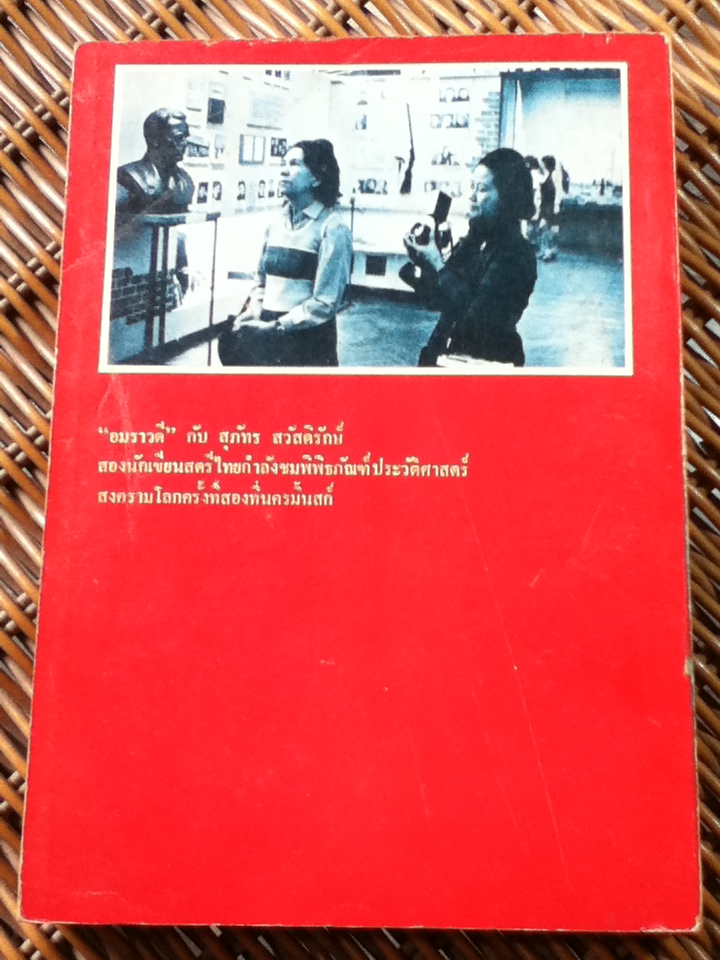 “อมราวดี” กับ สุภัทร สวัสดิรักษ์
สองนักเขียนสตรีไทยกำลังชมพิพิธภัณฑ์ประวัติศาสตร์
สงครามโลกครั้งที่สองที่นครมินสก์